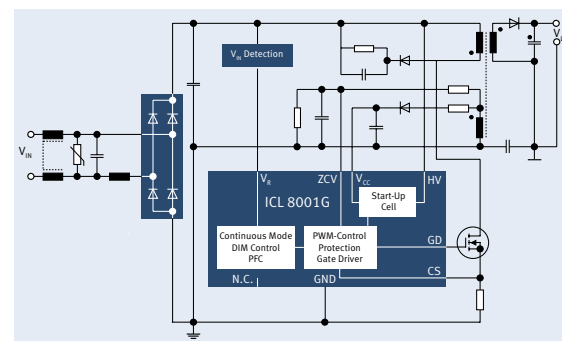 V
V_IN Detection
V_IN
V_R
ZCV
V_CC
HV
ICL 8001G
Start-Up
Cell
Continuous Mode
DIM Control
PFC
PWM-Control
Protection
Gate Driver
GD
CS
N.C.
GND